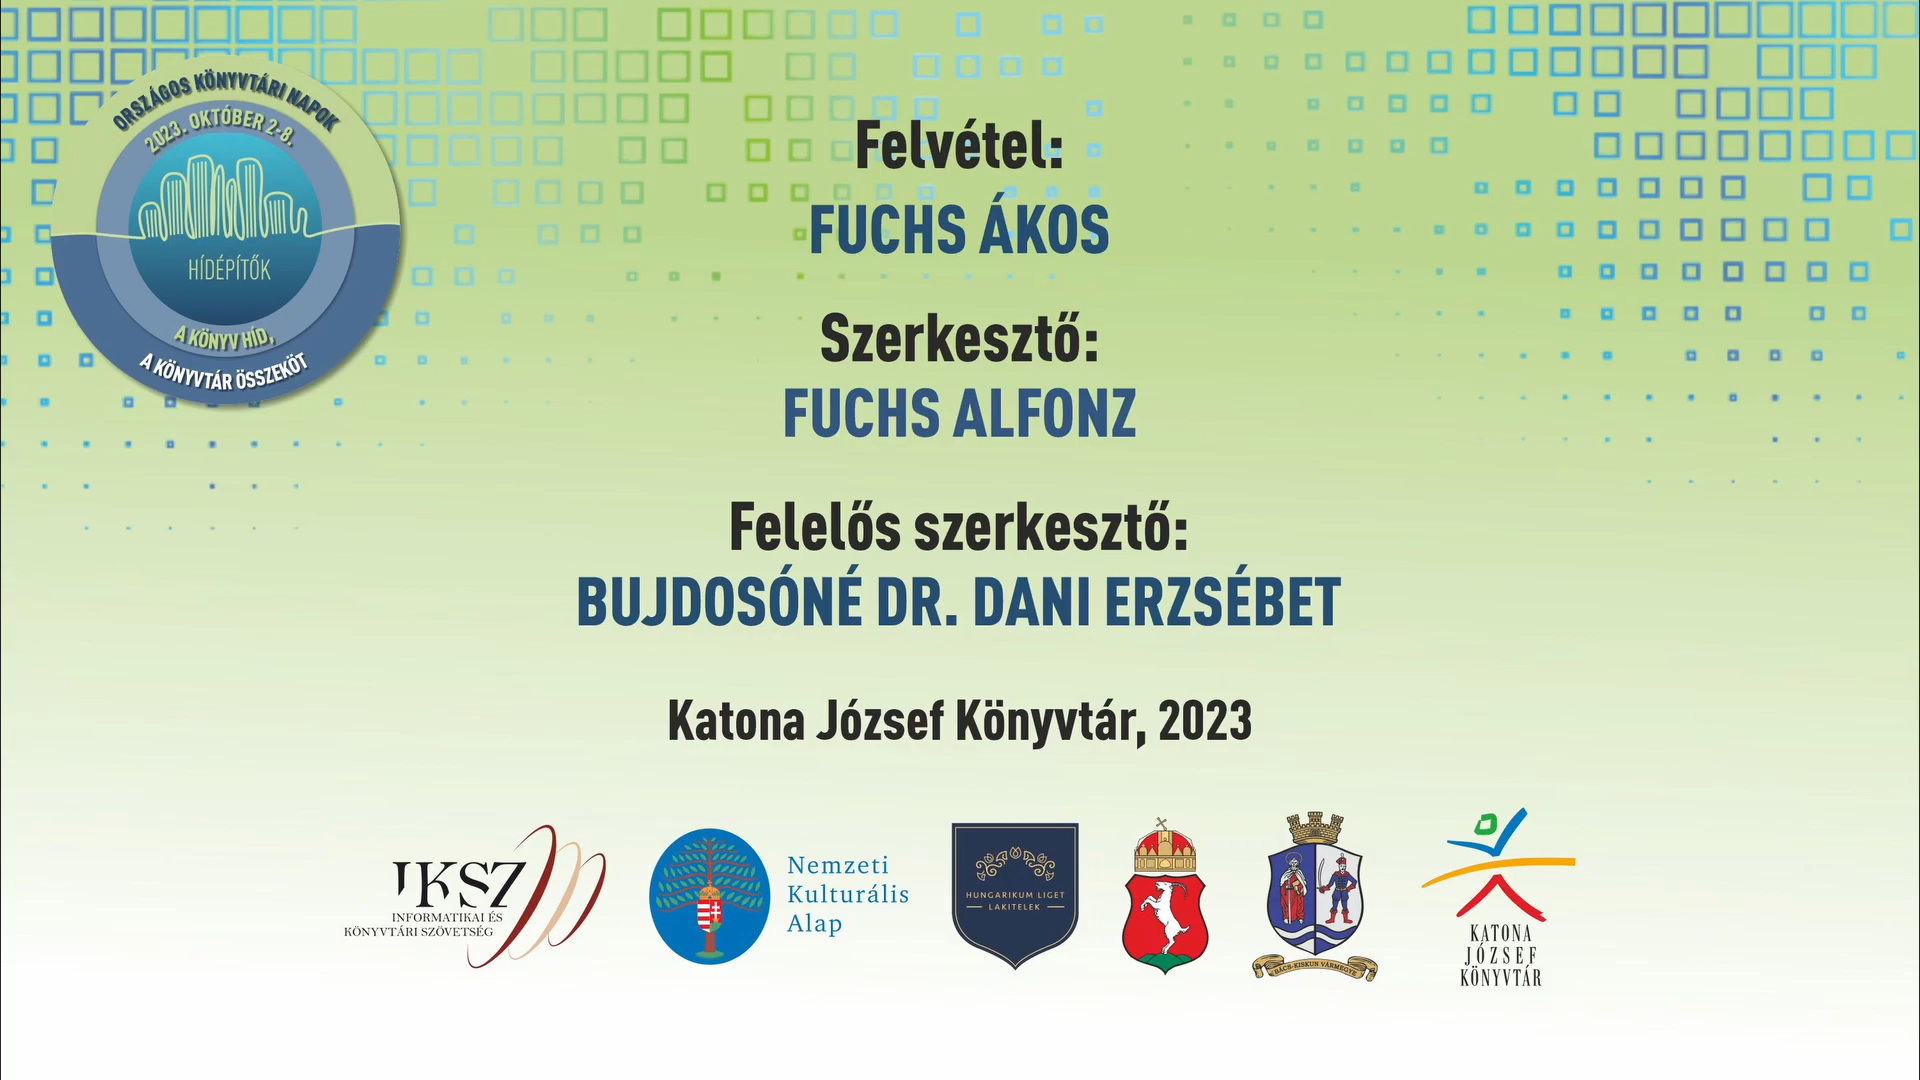 ORSZÁGOS KÖNYVTÁRI NAPOK
2023. OKTÓBER 2-8.
HÍDÉPÍTŐK
A KÖNYV HÍD,
A KÖNYVTÁR ÖSSZEKÖT
Felvétel:
FUCHS ÁKOS
Szerkesztő:
FUCHS ALFONZ
Felelős szerkesztő:
BUJDOSÓNÉ DR. DANI ERZSÉBET
Katona József Könyvtár, 2023
IKSZ
INFORMATIKAI ÉS
KÖNYVTÁRI SZÖVETSÉG
Nemzeti
Kulturális
Alap
HUNGARIKUM LIGET
LAKITELEK
BÁCS-KISKUN VÁRMEGYE
KATONA
JÓZSEF
KÖNYVTÁR